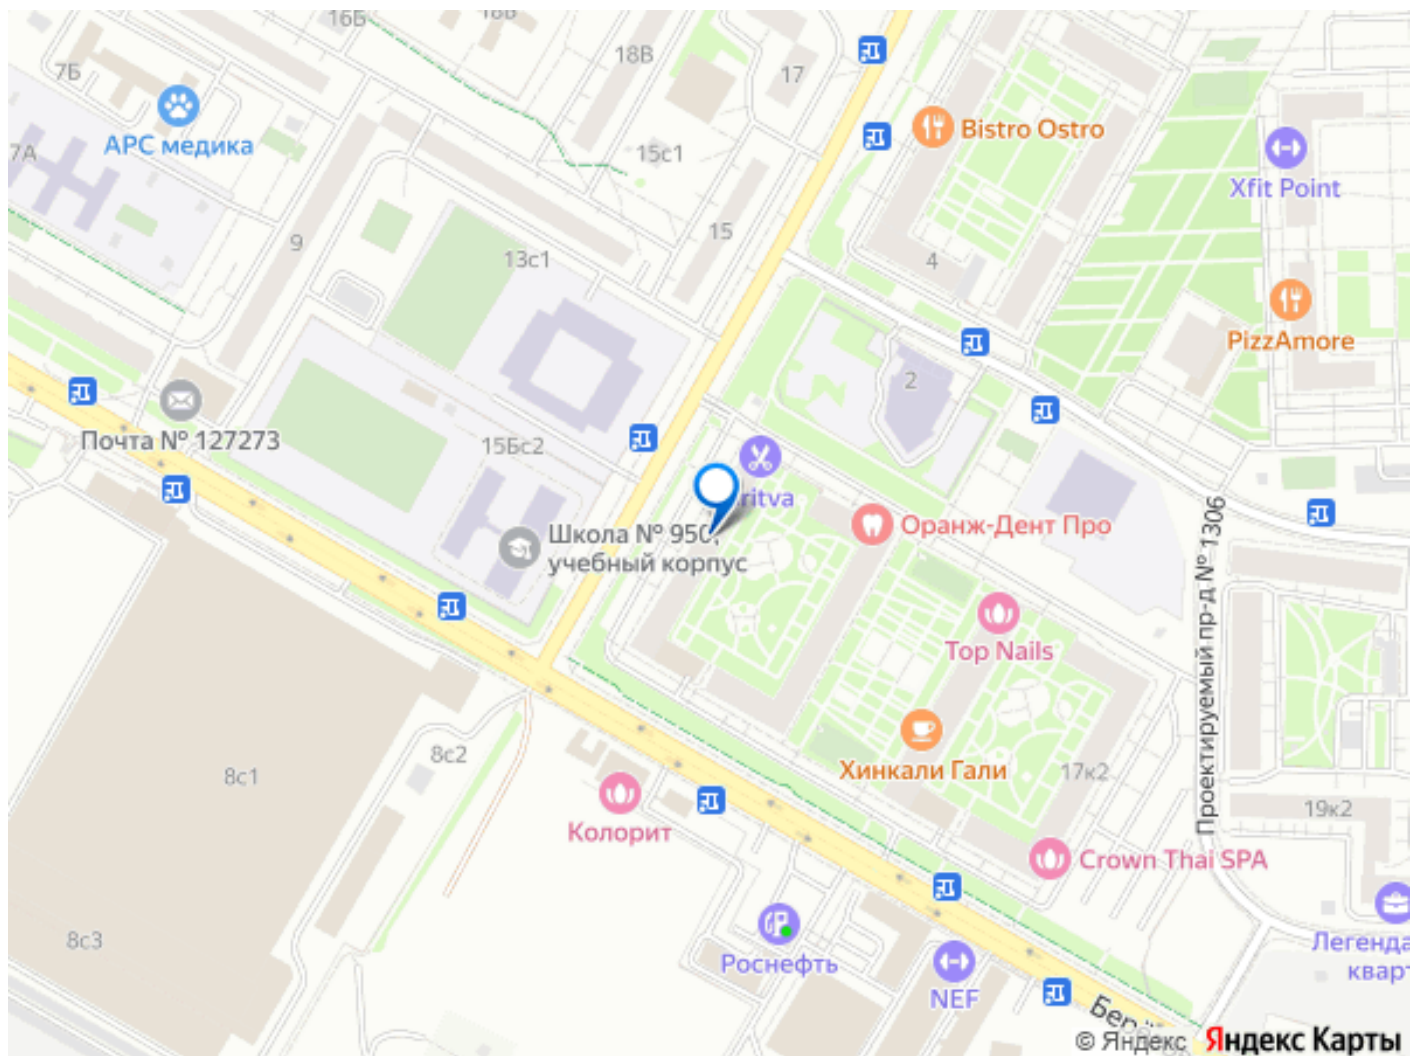 16Б
18Б
18В
17
7Б
АРС медика
7А
15с1
Bistro Ostro
Xfit Point
15
9
13с1
4
PizzAmore
2
Почта № 127273
15Бс2
Школа № 950,
учебный корпус
Оранж-Дент Про
Top Nails
Проектируемый пр-д № 1306
Хинкали Гали
17к2
19к2
8с2
8с1
Колорит
Crown Thai SPA
8с3
Роснефть
NEF
© Яндекс
Яндекс Карты